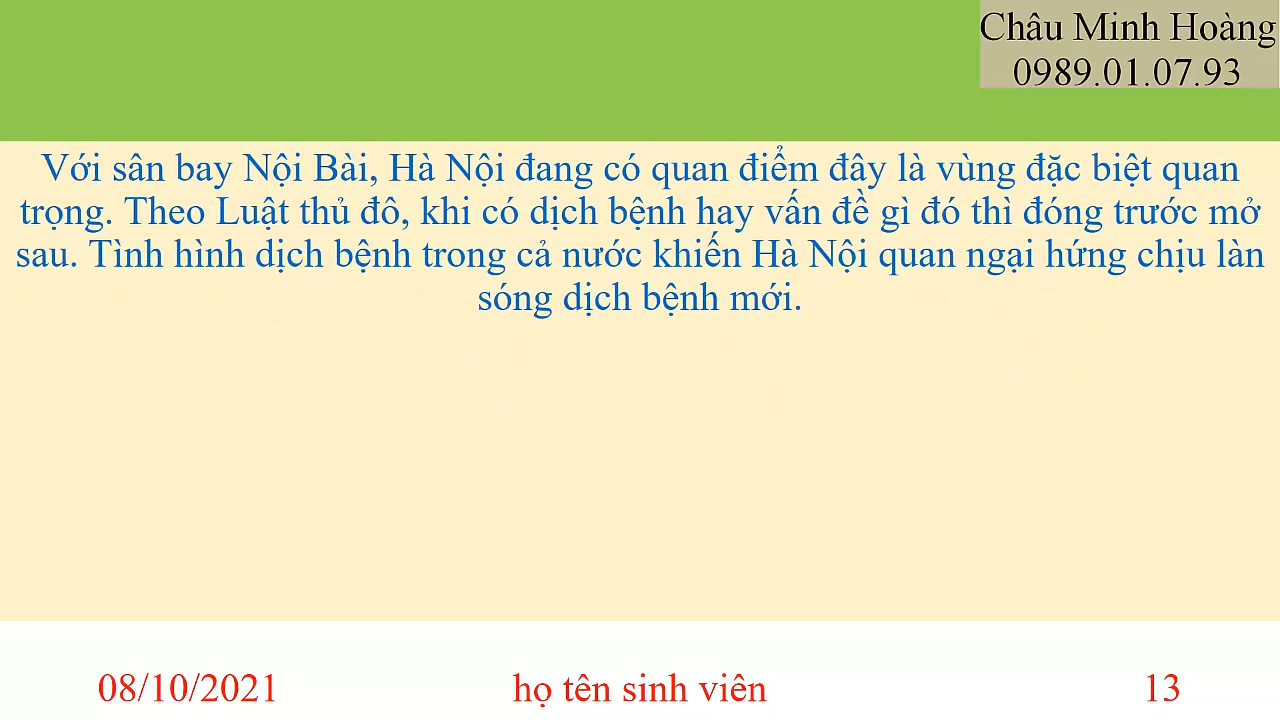 Châu Minh Hoàng
0989.01.07.93
Với sân bay Nội Bài, Hà Nội đang có quan điểm đây là vùng đặc biệt quan
trọng. Theo Luật thủ đô, khi có dịch bệnh hay vấn đề gì đó thì đóng trước mở
sau. Tình hình dịch bệnh trong cả nước khiến Hà Nội quan ngại hứng chịu làn
sóng dịch bệnh mới.
08/10/2021
họ tên sinh viên
13